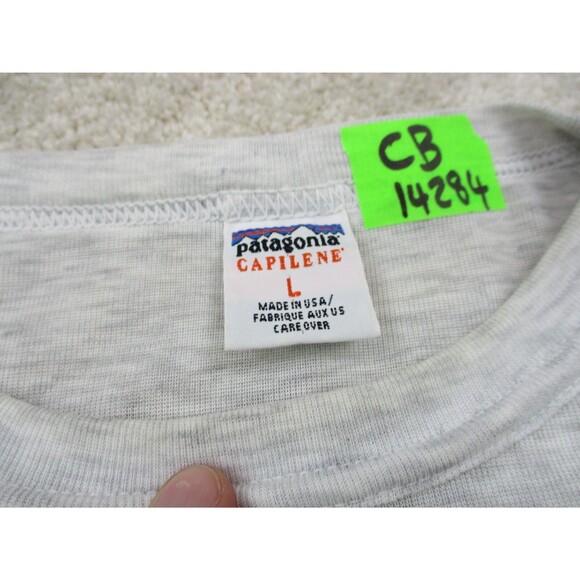 CB
14284
patagonia®
CAPILENE®
L
MADE IN USA/
FABRIQUE AUX US
CARE OVER